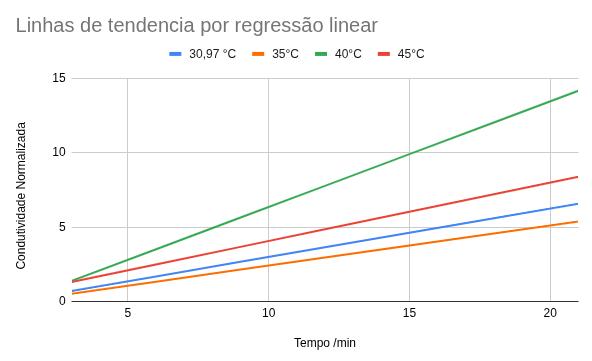 Linhas de tendencia por regressão linear
30,97 °C 35°C 40°C 45°C
15
10
5
0
Condutividade Normalizada
5 10 15 20
Tempo /min